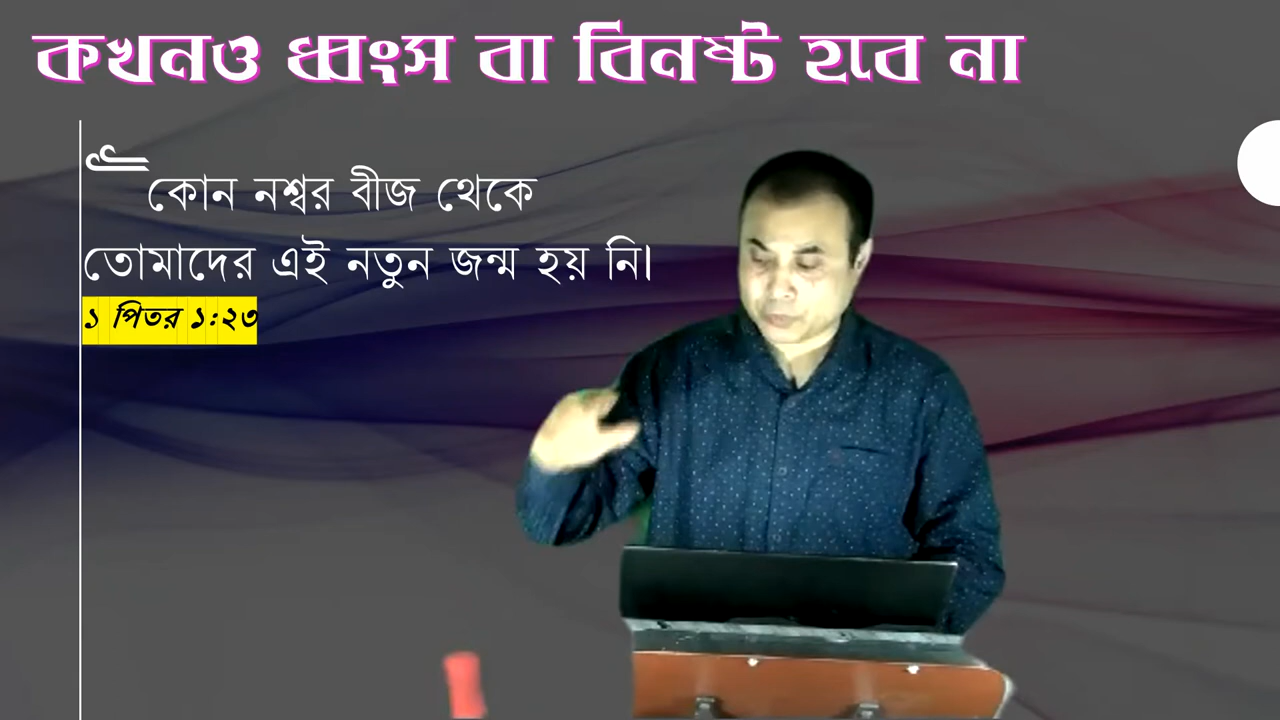 কখনও ধ্বংস বা বিনষ্ট হবে না
কোন নশ্বর বীজ থেকে
তোমাদের এই নতুন জন্ম হয় নি।
১ পিতর ১:২৩